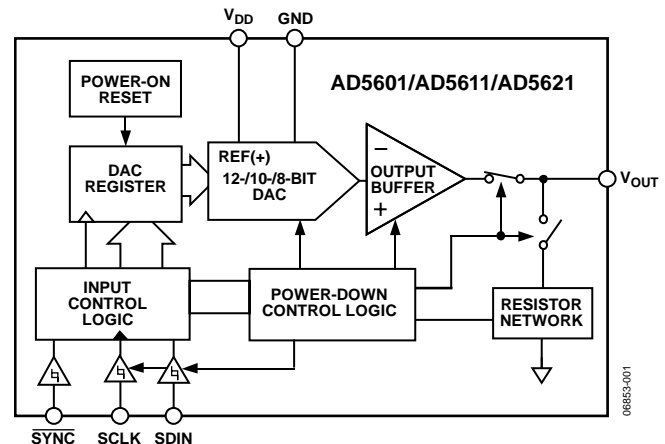 VDD GND
AD5601/AD5611/AD5621
POWER-ON
RESET
DAC
REGISTER
REF(+)
12-/10-/8-BIT
DAC
−
OUTPUT
BUFFER
+
VOUT
INPUT
CONTROL
LOGIC
POWER-DOWN
CONTROL LOGIC
RESISTOR
NETWORK
SYNC SCLK SDIN
06853-001